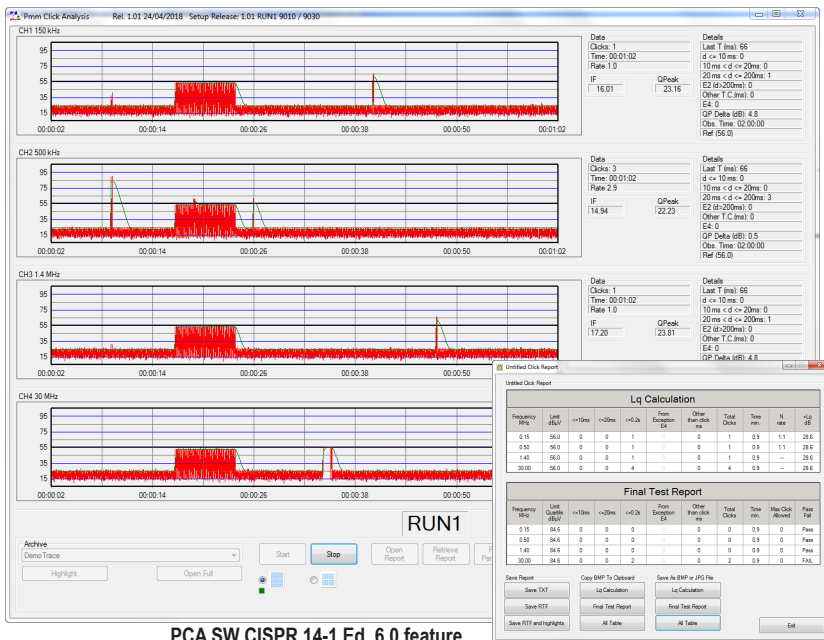 Pmm Click Analysis Rel. 1.01 24/04/2018 Setup Release: 1.01 RUN1 9010 / 9030
CH1 150 kHz
95
75
55
35
15
00:00:02 00:00:14 00:00:26 00:00:38 00:00:50 00:01:02
Data
Clicks: 1
Time: 00:01:02
Rate 1.0
IF QPeak
16.01 23.16
Details
Last T (ms): 66
d <= 10 ms: 0
10 ms < d <= 20ms: 0
20 ms < d <= 200ms: 1
E2 (d>200ms): 0
Other T.C.(ms): 0
E4: 0
QP Delta (dB): 4.8
Obs. Time: 02:00:00
Ref (56.0)
CH2 500 kHz
95
75
55
35
15
00:00:02 00:00:14 00:00:26 00:00:38 00:00:50 00:01:02
Data
Clicks: 3
Time: 00:01:02
Rate 2.9
IF QPeak
14.94 22.23
Details
Last T (ms): 66
d <= 10 ms: 0
10 ms < d <= 20ms: 0
20 ms < d <= 200ms: 3
E2 (d>200ms): 0
Other T.C.(ms): 0
E4: 0
QP Delta (dB): 0.5
Obs. Time: 02:00:00
Ref (56.0)
CH3 1.4 MHz
95
75
55
35
15
00:00:02 00:00:14 00:00:26 00:00:38 00:00:50
Data
Clicks: 1
Time: 00:01:02
Rate 1.0
IF QPeak
17.20 23.81
Details
Last T (ms): 66
d <= 10 ms: 0
10 ms < d <= 20ms: 0
20 ms < d <= 200ms: 1
E2 (d>200ms): 0
Other T.C.(ms): 0
E4: 0
QP Delta (dB): 4.8
CH4 30 MHz
95
75
55
35
15
00:00:02 00:00:14 00:00:26 00:00:38 00:00:50
RUN1
Archive
DemoTrace
Highlight Open Full
Start Stop Open Report Retrieve Report
Untitled Click Report
Untitled Click Report
Lq Calculation
Frequency MHz Limit dBµV <=10ms <=20ms <=0.2s From Exception E4 Other than click ms Total Clicks Time min. N rate +Lq dB
0.15 56.0 0 0 1 0 1 0.9 1.1 28.6
0.50 56.0 0 0 1 0 1 0.9 1.1 28.6
1.40 56.0 0 0 1 0 1 0.9 -- 28.6
30.00 56.0 0 0 4 0 4 0.9 -- 28.6
Final Test Report
Frequency MHz Limit Quartile dBµV <=10ms <=20ms <=0.2s From Exception E4 Other than click ms Total Clicks Time min. Max Click Allowed Pass Fail
0.15 84.6 0 0 0 0 0 0.9 0 Pass
0.50 84.6 0 0 0 0 0 0.9 0 Pass
1.40 84.6 0 0 0 0 0 0.9 0 Pass
30.00 84.6 0 0 2 0 2 0.9 0 FAIL
Save Report Copy BMP To Clipboard Save As BMP or JPG File
Save TXT Lq Calculation Lq Calculation
Save RTF Final Test Report Final Test Report
Save RTF and highlights All Table All Table Exit
PCA SW CISPR 14-1 Ed. 6.0 feature